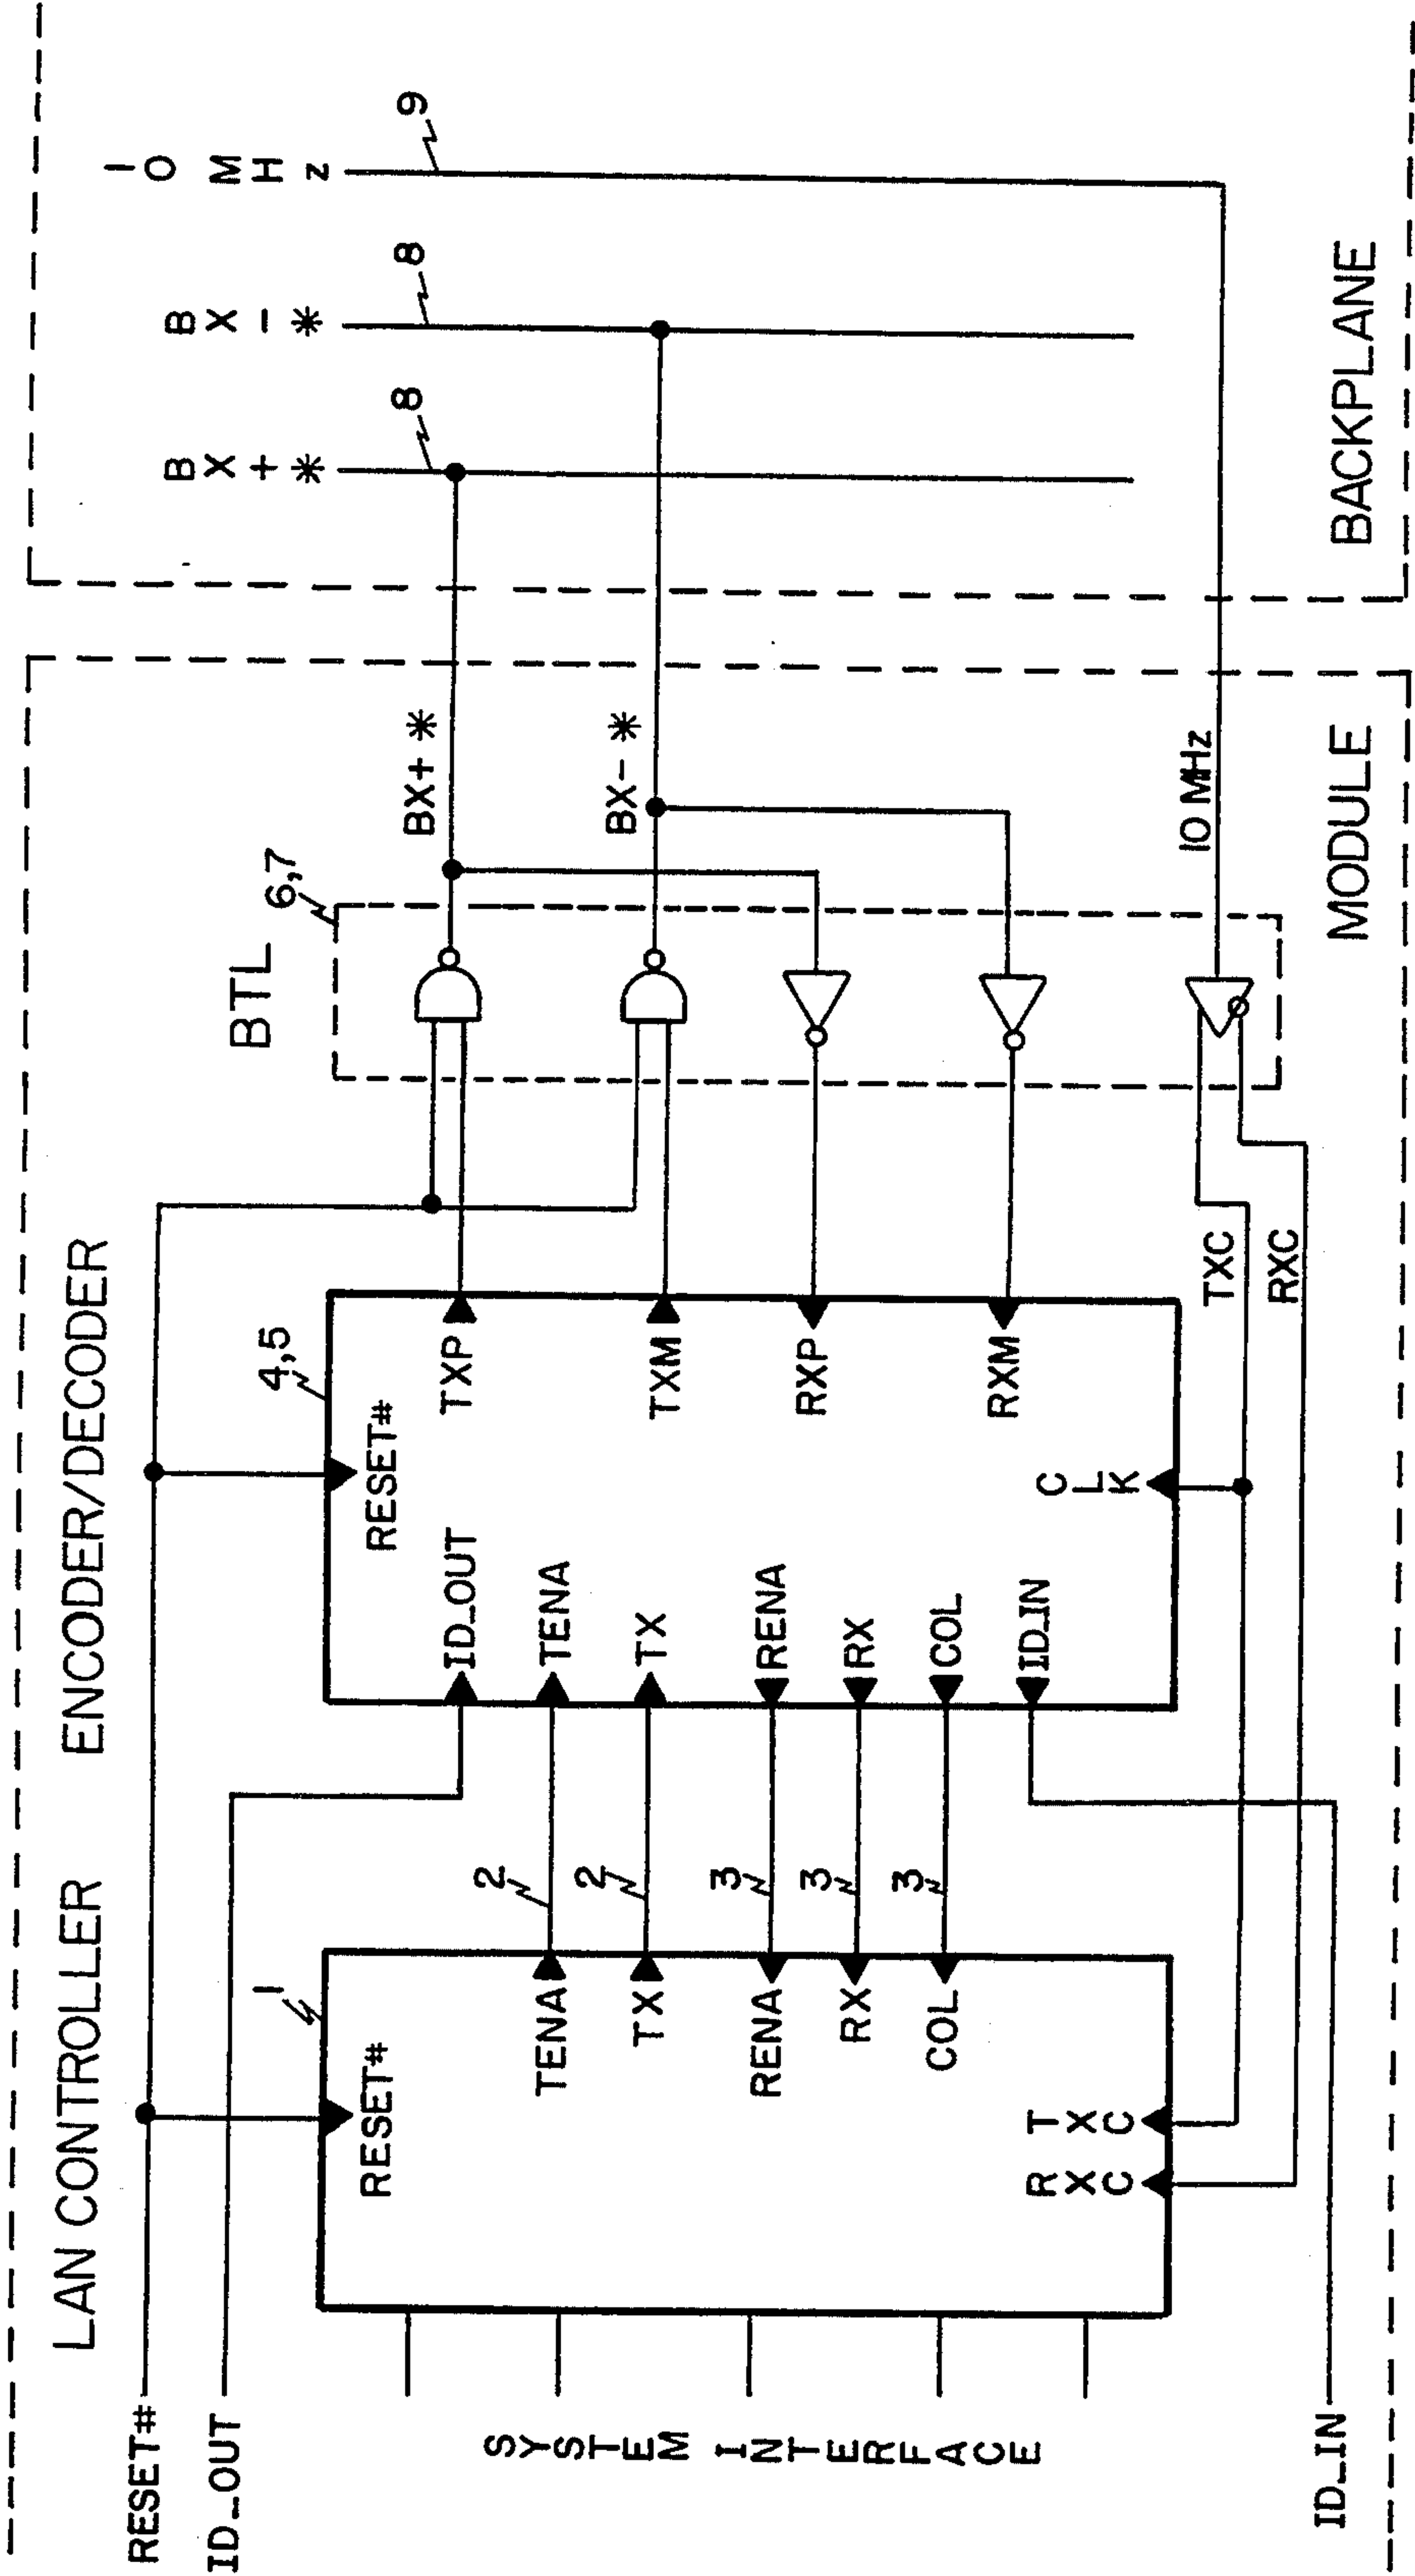 LAN CONTROLLER
ENCODER/DECODER
RESET#
ID_OUT
1
RESET#
TENA
TX
RENA
RX
COL
TXC
RXC
SYSTEM INTERFACE
2
2
3
3
3
4,5
RESET#
ID_OUT
TENA
TX
RENA
RX
COL
ID_IN
CLK
TXP
TXM
RXP
RXM
TXC
RXC
BTL
6,7
BX+*
BX-*
10 MHz
ID_IN
MODULE
BX+*
BX-*
10 MHz
8
8
9
BACKPLANE